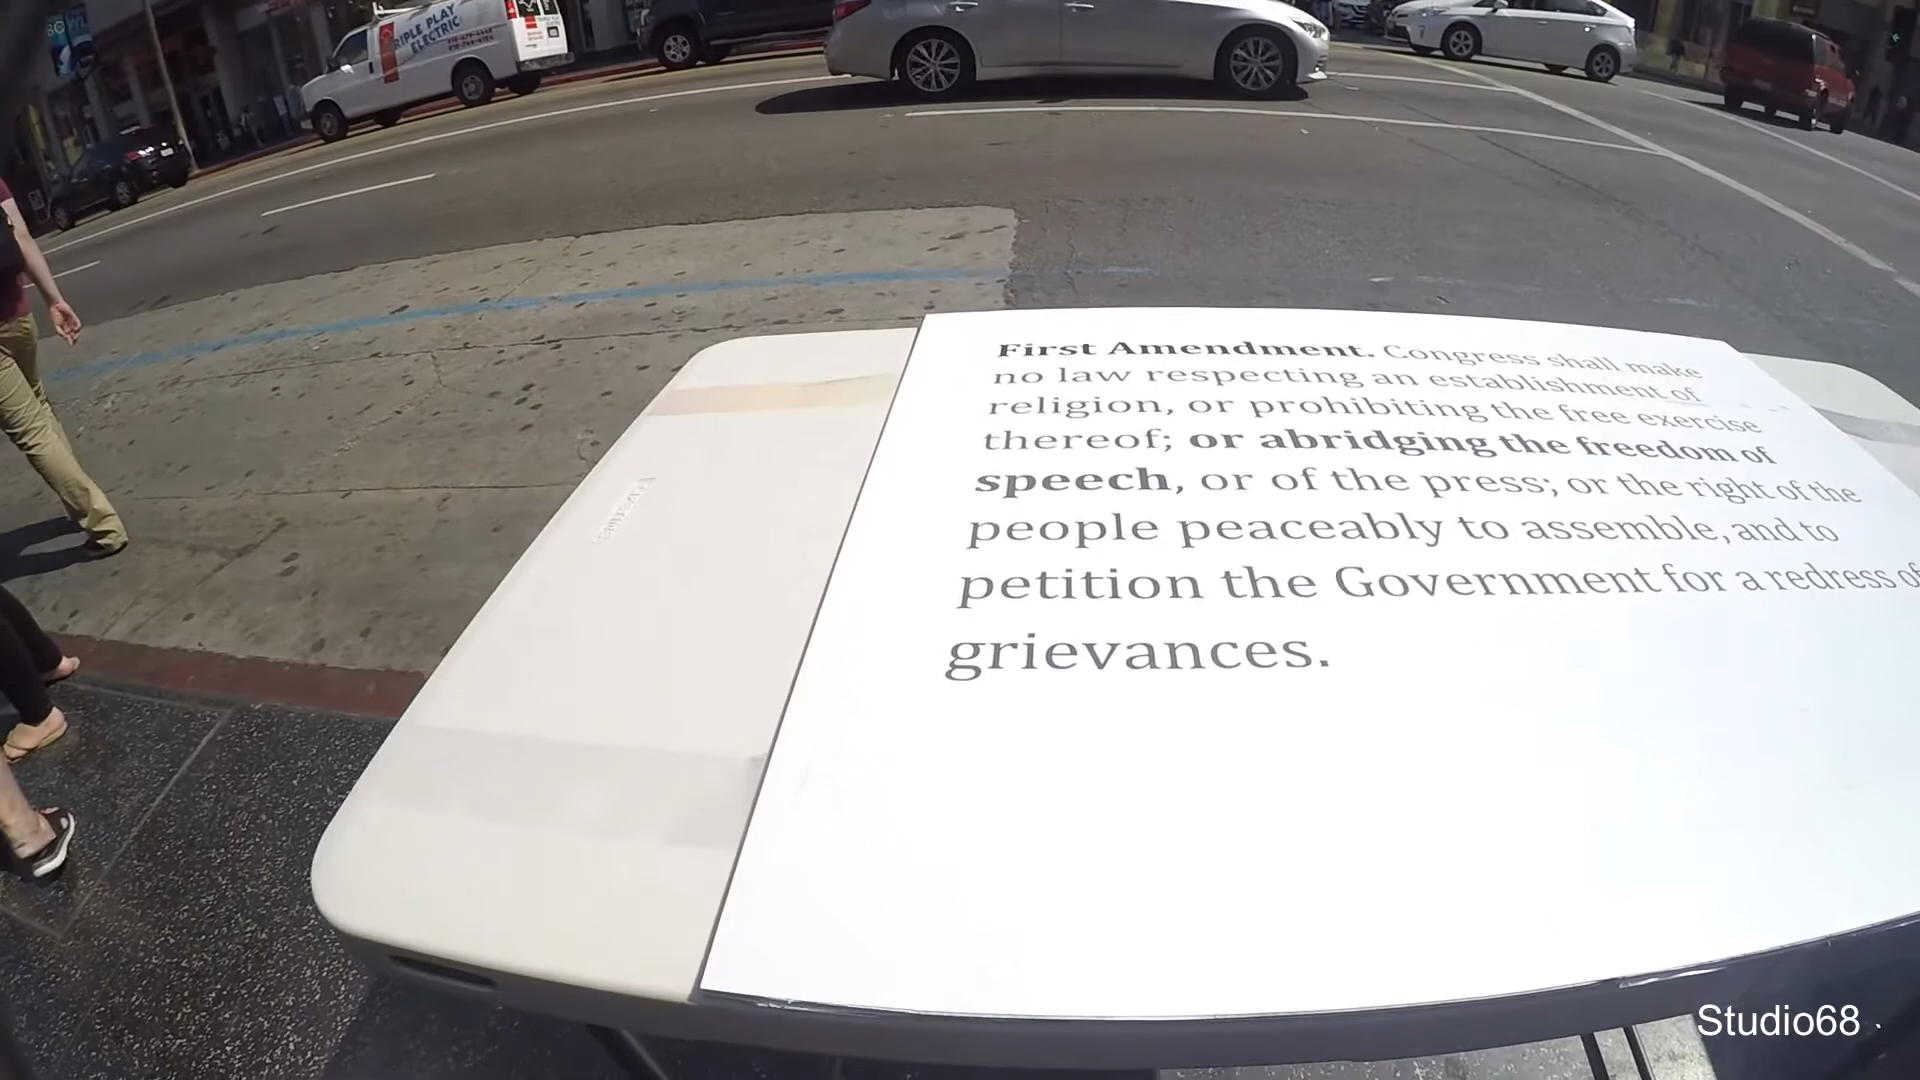 BOWL
TRIPLE PLAY
ELECTRIC
First Amendment. Congress shall make
no law respecting an establishment of
religion, or prohibiting the free exercise
thereof; or abridging the freedom of
speech, or of the press; or the right of the
people peaceably to assemble, and to
petition the Government for a redress of
grievances.
Studio68